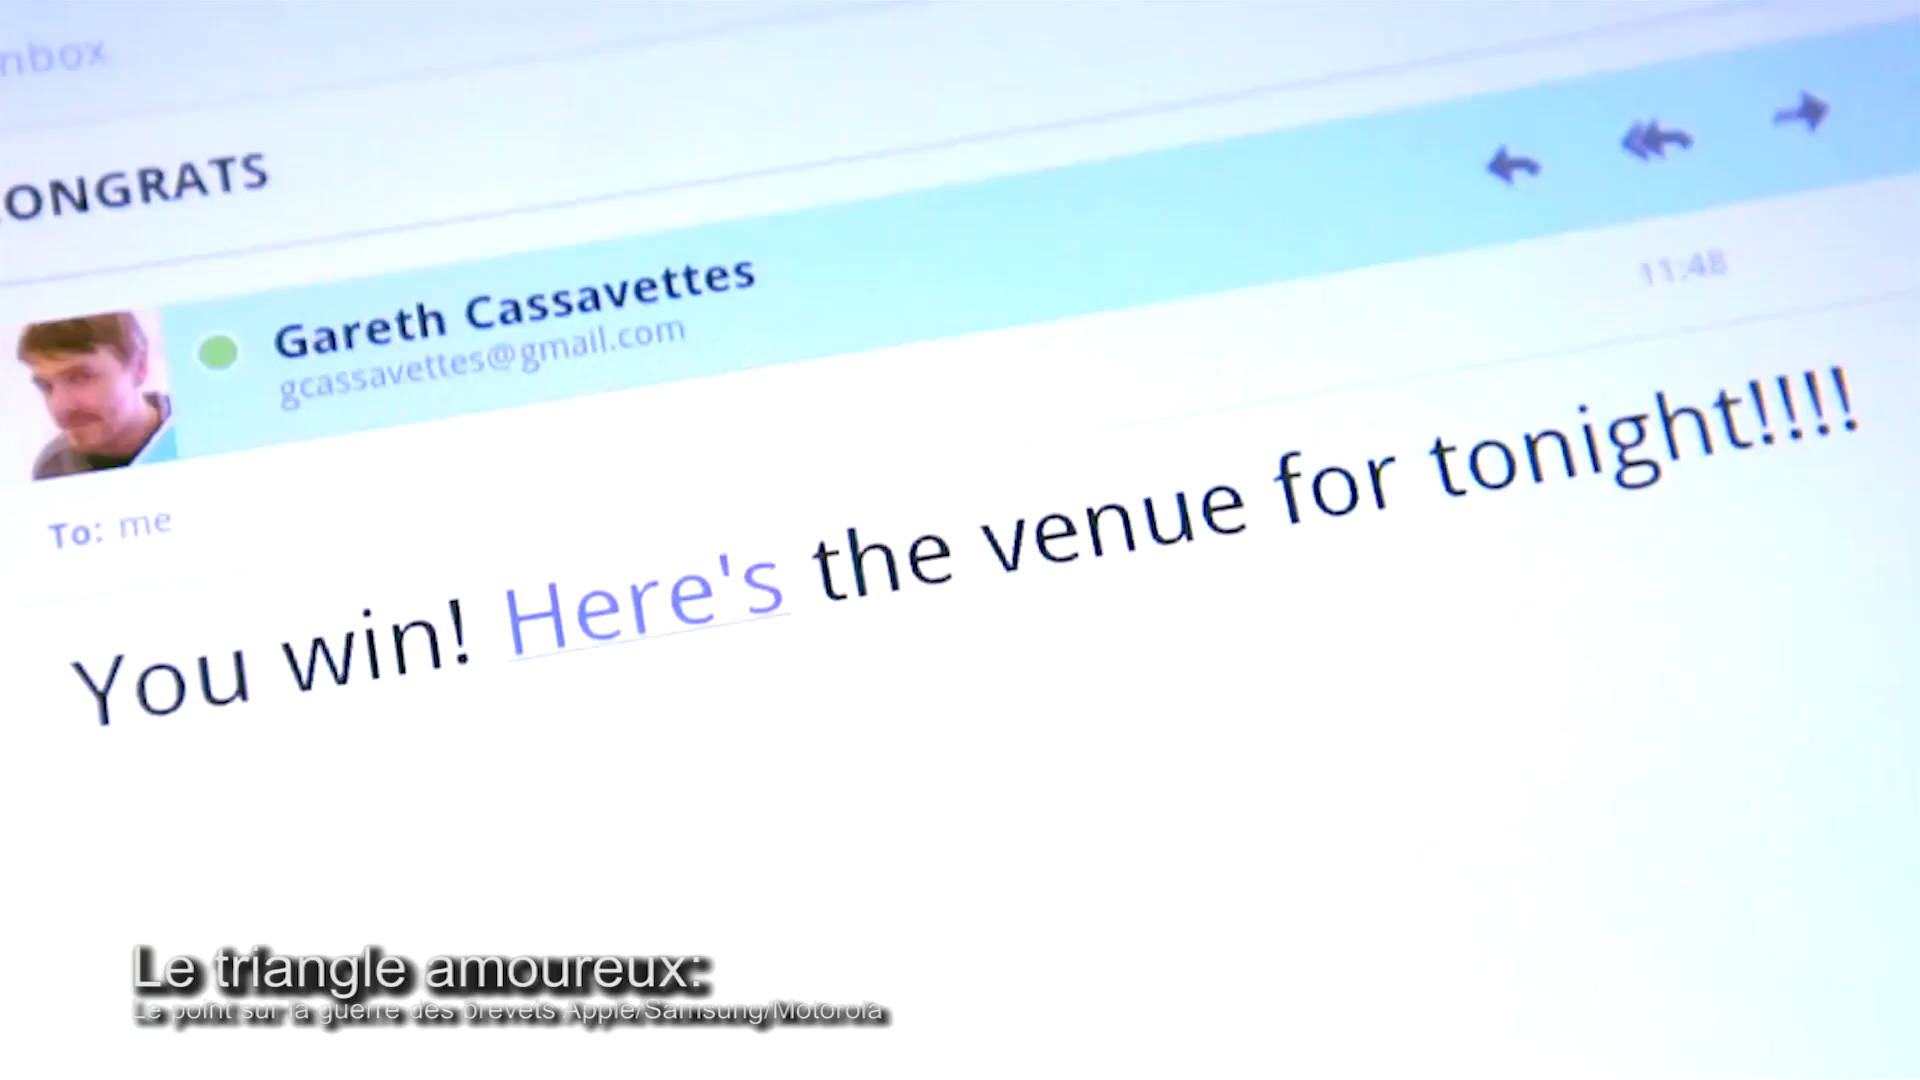 nbox
ONGRATS
Gareth Cassavettes
gcassavettes@gmail.com
11:48
To: me
You win! Here's the venue for tonight!!!!
Le triangle amoureux:
Le point sur la guerre des brevets Apple/Samsung/Motorola